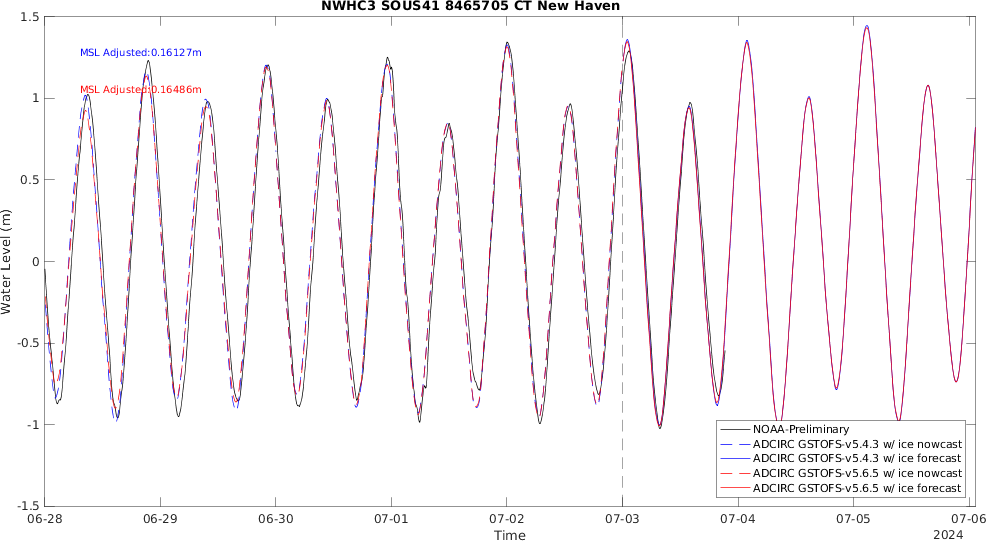 NWHC3 SOUS41 8465705 CT New Haven
1.5
MSL Adjusted:0.16127m
MSL Adjusted:0.16486m
1
0.5
0
-0.5
-1
-1.5
Water Level (m)
NOAA-Preliminary
ADCIRC GSTOFS-v5.4.3 w/ ice nowcast
ADCIRC GSTOFS-v5.4.3 w/ ice forecast
ADCIRC GSTOFS-v5.6.5 w/ ice nowcast
ADCIRC GSTOFS-v5.6.5 w/ ice forecast
06-28 06-29 06-30 07-01 07-02 07-03 07-04 07-05 07-06
Time
2024